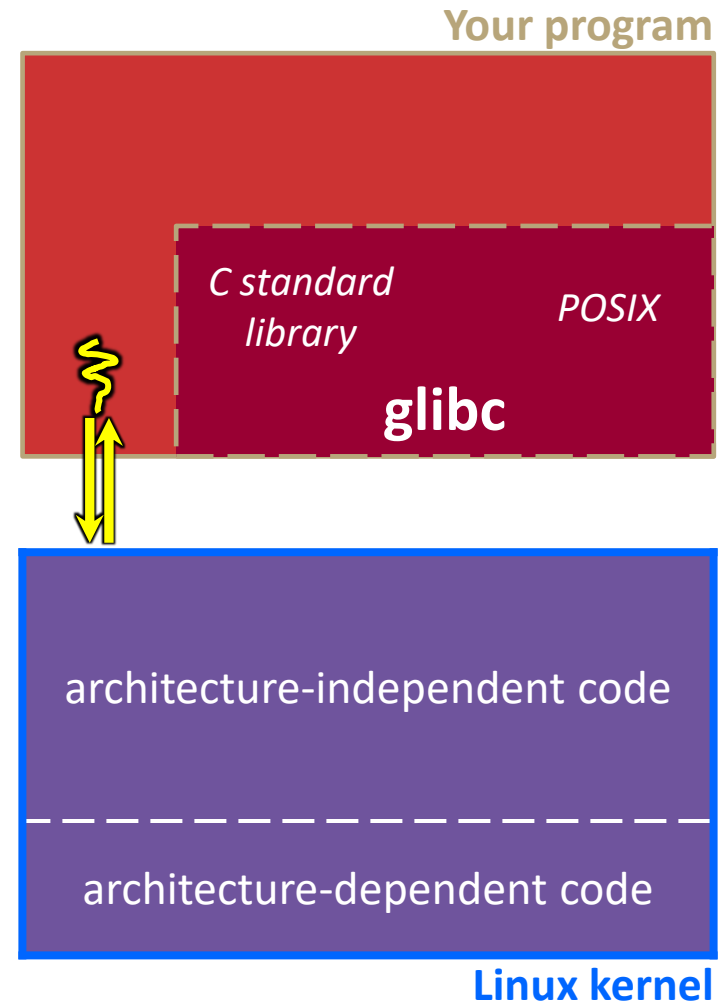 Your program
C standard
library
POSIX
glibc
architecture-independent code
architecture-dependent code
Linux kernel